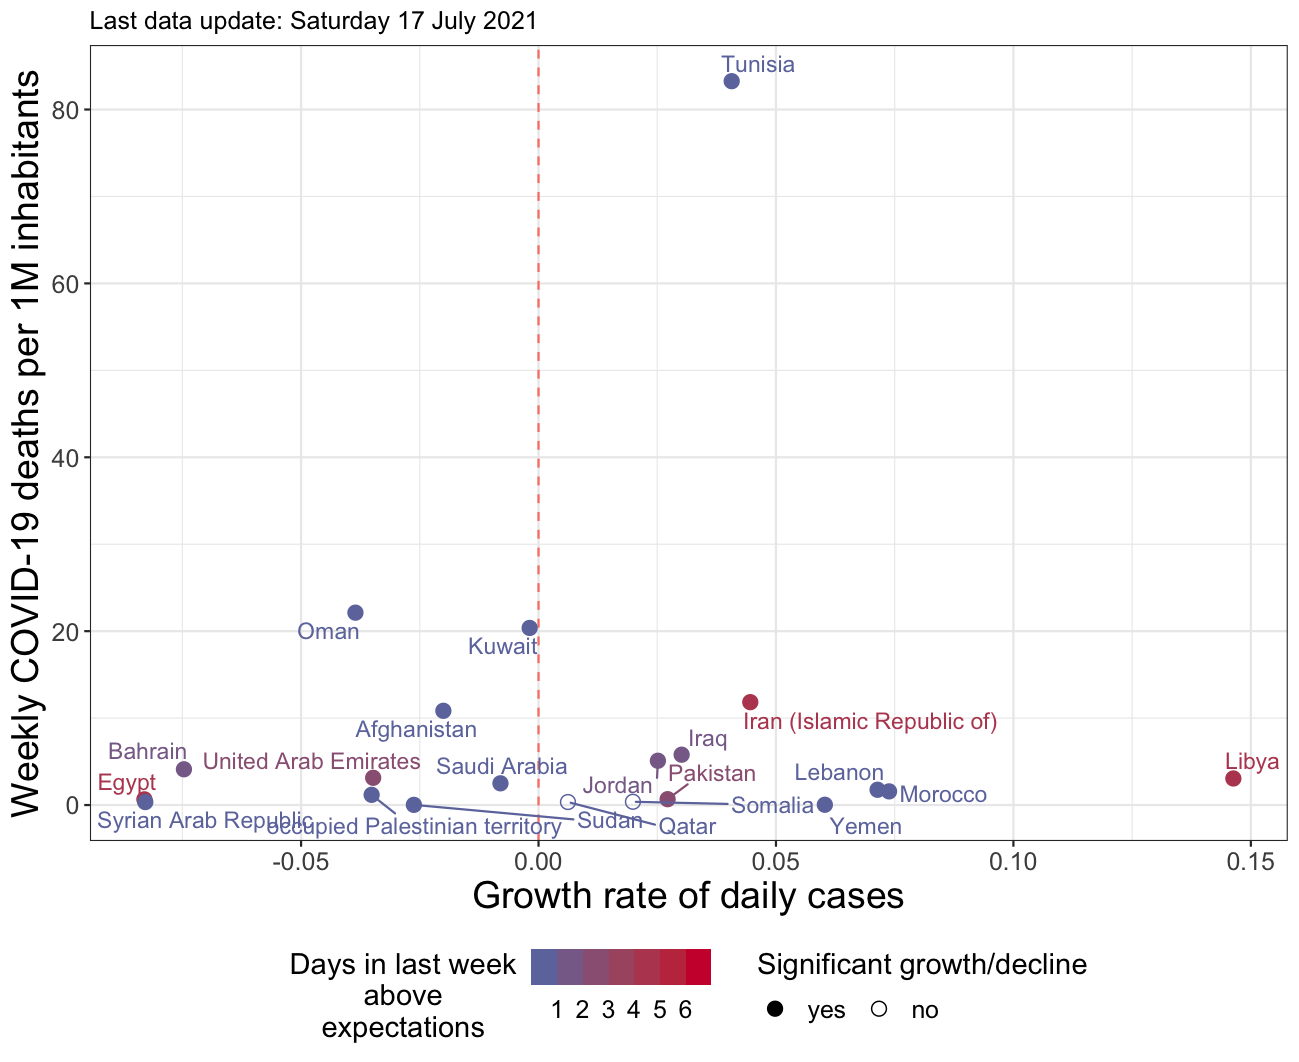 Last data update: Saturday 17 July 2021
Weekly COVID-19 deaths per 1M inhabitants
80
60
40
20
0
Tunisia
Oman
Kuwait
Afghanistan
Iran (Islamic Republic of)
Bahrain
United Arab Emirates
Saudi Arabia
Iraq
Jordan
Pakistan
Lebanon
Libya
Egypt
Morocco
Somalia
Syrian Arab Republic
occupied Palestinian territory
Sudan
Qatar
Yemen
-0.05
0.00
0.05
0.10
0.15
Growth rate of daily cases
Days in last week
above
expectations
1 2 3 4 5 6
Significant growth/decline
yes
no